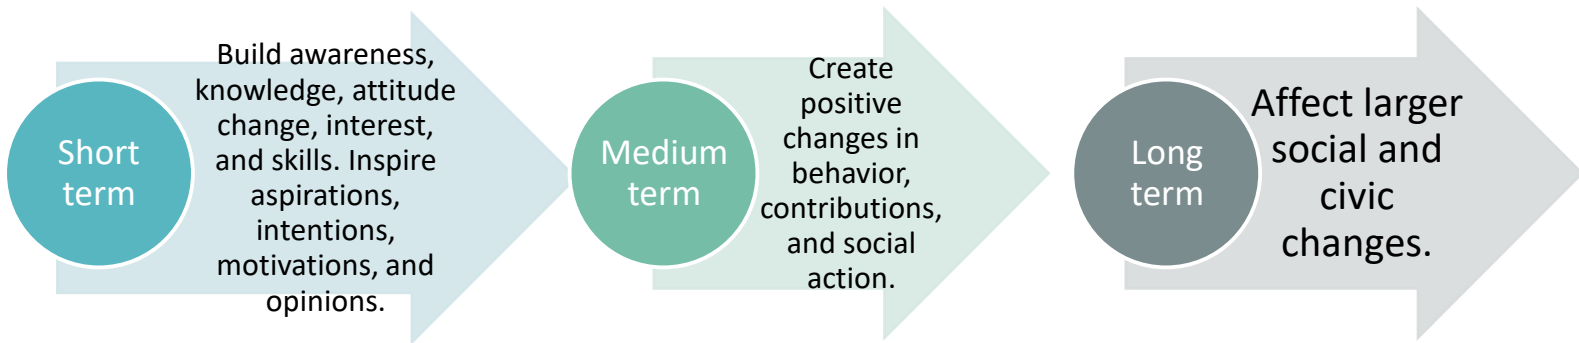 Short
term
Build awareness,
knowledge, attitude
change, interest,
and skills. Inspire
aspirations,
intentions,
motivations, and
opinions.
Medium
term
Create
positive
changes in
behavior,
contributions,
and social
action.
Long
term
Affect larger
social and
civic
changes.